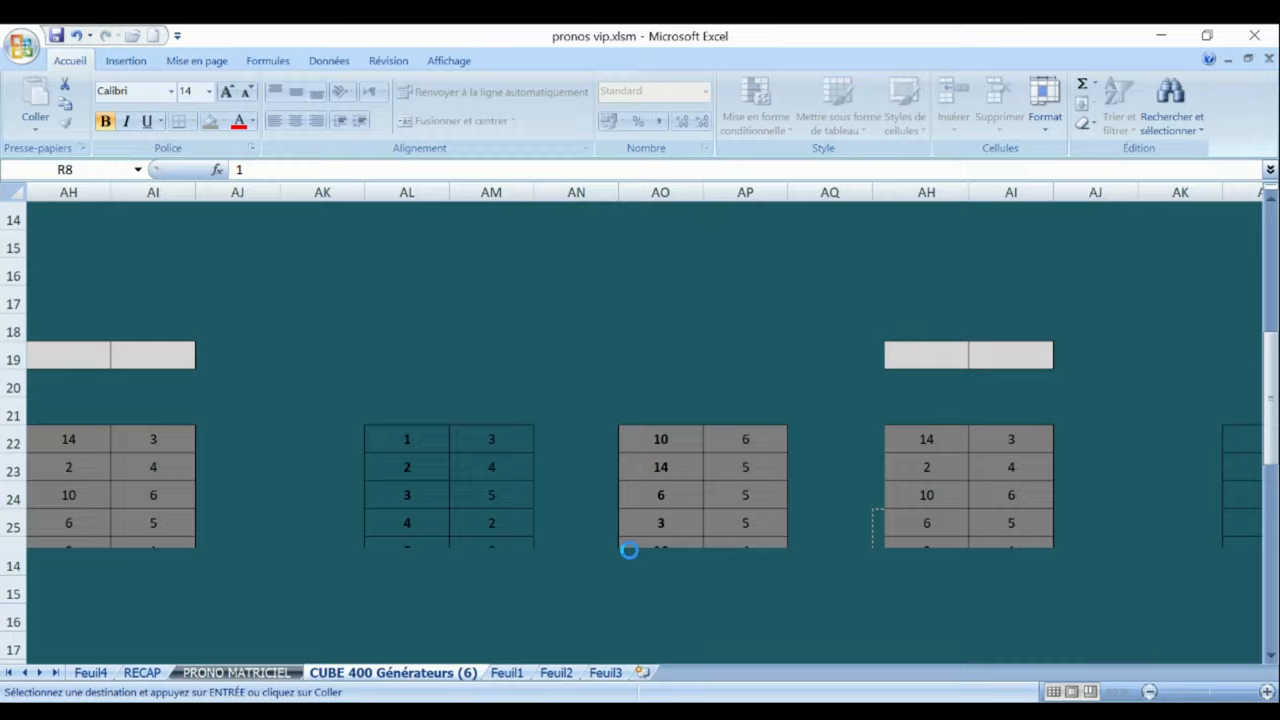 pronos vip.xlsm - Microsoft Excel
Accueil Insertion Mise en page Formules Données Révision Affichage
Calibri 14 Renvoyer à la ligne automatiquement Standard
Coller Fusionner et centrer Mise en forme conditionnelle Mettre sous forme de tableau Styles de cellules Insérer Supprimer Format Trier et filtrer Rechercher et sélectionner
Presse-papiers Police Alignement Nombre Style Cellules Édition
R8 fx 1
AH AI AJ AK AL AM AN AO AP AQ AH AI AJ AK
14
15
16
17
18
19
20
21
22 14 3 1 3 10 6 14 3
23 2 4 2 4 14 5 2 4
24 10 6 3 5 6 5 10 6
25 6 5 4 2 3 5 6 5
14
15
16
17
Feuil4 RECAP PRONO MATRICIEL CUBE 400 Générateurs (6) Feuil1 Feuil2 Feuil3
Sélectionnez une destination et appuyez sur ENTRÉE ou cliquez sur Coller